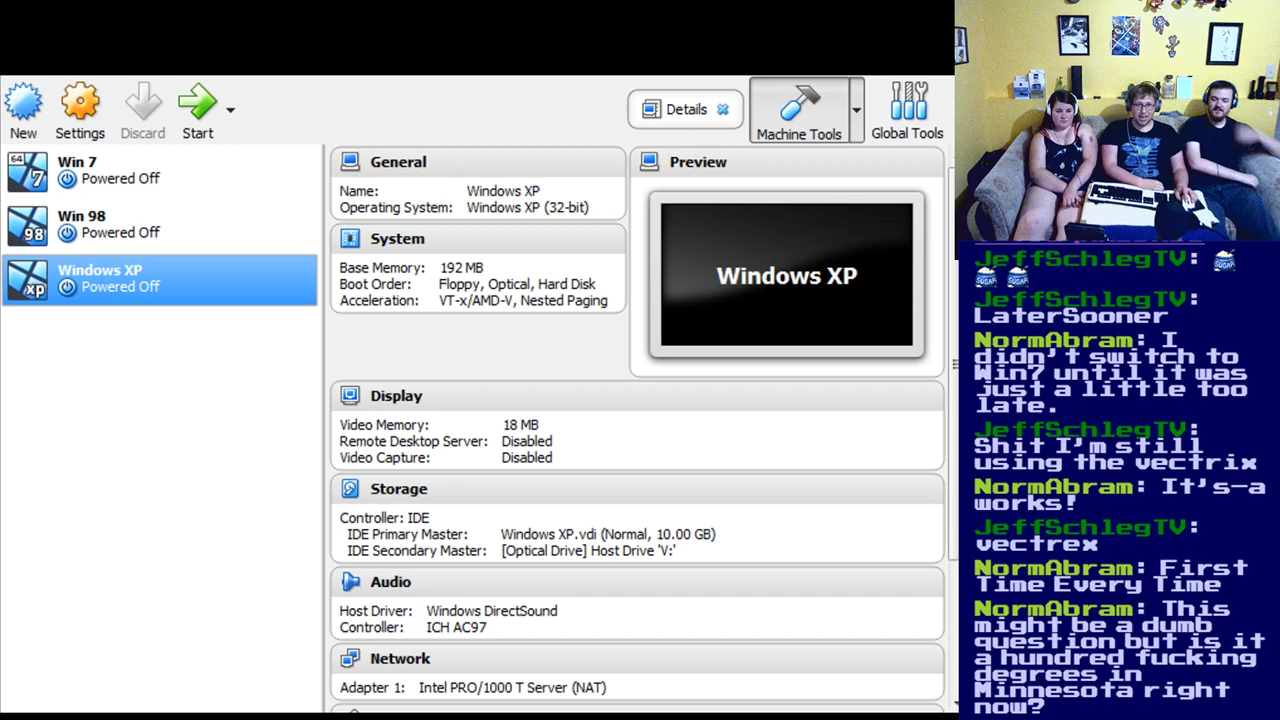 New
Settings
Discard
Start
Details
Machine Tools
Global Tools
64
7
Win 7
Powered Off
98
Win 98
Powered Off
xp
Windows XP
Powered Off
General
Name: Windows XP
Operating System: Windows XP (32-bit)
Preview
Windows XP
System
Base Memory: 192 MB
Boot Order: Floppy, Optical, Hard Disk
Acceleration: VT-x/AMD-V, Nested Paging
Display
Video Memory: 18 MB
Remote Desktop Server: Disabled
Video Capture: Disabled
Storage
Controller: IDE
IDE Primary Master: Windows XP.vdi (Normal, 10.00 GB)
IDE Secondary Master: [Optical Drive] Host Drive 'V:'
Audio
Host Driver: Windows DirectSound
Controller: ICH AC97
Network
Adapter 1: Intel PRO/1000 T Server (NAT)
JeffSchlegTV: SUGAR
SUGAR SUGAR
JeffSchlegTV:
LaterSooner
NormAbram: I
didn't switch to
Win7 until it was
just a little too
late.
JeffSchlegTV:
Shit I'm still
using the vectrix
NormAbram: It's-a
works!
JeffSchlegTV:
vectrex
NormAbram: First
Time Every Time
NormAbram: This
might be a dumb
question but is it
a hundred fucking
degrees in
Minnesota right
now?